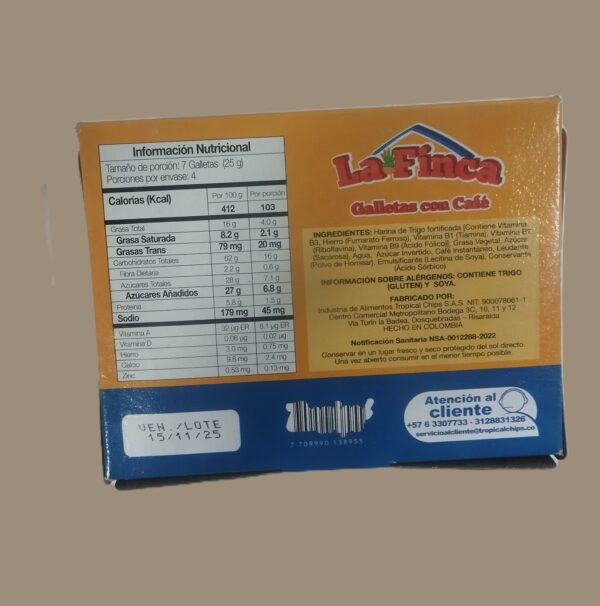 Información Nutricional
Tamaño de porción: 7 Galletas (25 g)
Porciones por envase: 4
Calorías (Kcal) Por 100 g Por porción
412 103
Grasa Total 16 g 4.0 g
Grasa Saturada 8.2 g 2.1 g
Grasas Trans 79 mg 20 mg
Carbohidratos Totales 62 g 16 g
Fibra Dietaria 2.2 g 0.6 g
Azúcares Totales 28 g 7.1 g
Azúcares Añadidos 27 g 6.8 g
Proteína 5.8 g 1.5 g
Sodio 179 mg 45 mg
Vitamina A 32 µg ER 8.1 µg ER
Vitamina D 0.06 µg 0.02 µg
Hierro 3.0 mg 0.75 mg
Calcio 9.8 mg 2.4 mg
Zinc 0.53 mg 0.13 mg
La Finca
Galletas con Café
INGREDIENTES: Harina de Trigo fortificada [Contiene Vitamina
B3, Hierro (Fumarato Ferroso), Vitamina B1 (Tiamina), Vitamina B2
(Riboflavina), Vitamina B9 (Ácido Fólico)], Grasa Vegetal, Azúcar
(Sacarosa), Agua, Azúcar Invertido, Café Instantáneo, Leudante
(Polvo de Hornear), Emulsificante (Lecitina de Soya), Conservante
(Ácido Sórbico).
INFORMACIÓN SOBRE ALÉRGENOS: CONTIENE TRIGO
(GLUTEN) Y SOYA.
FABRICADO POR:
Industria de Alimentos Tropical Chips S.A.S. NIT: 900078061-1
Centro Comercial Metropolitano Bodega 3C, 10, 11 y 12
Vía Turín la Badea, Dosquebradas – Risaralda
HECHO EN COLOMBIA
Notificación Sanitaria NSA-0012288-2022
Conservar en un lugar fresco y seco protegido del sol directo.
Una vez abierto consumir en el menor tiempo posible.
VEN./LOTE
15/11/25
7 709990 138955
Atención al
cliente
+57 6 3307733 - 3128831326
servicioalcliente@tropicalchips.co